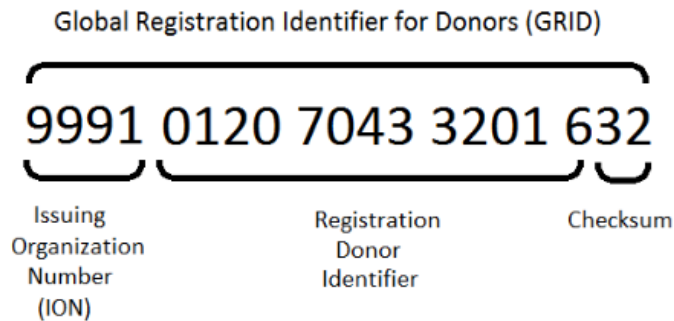 Global Registration Identifier for Donors (GRID)
9991 0120 7043 3201 632
Issuing
Organization
Number
(ION)
Registration
Donor
Identifier
Checksum